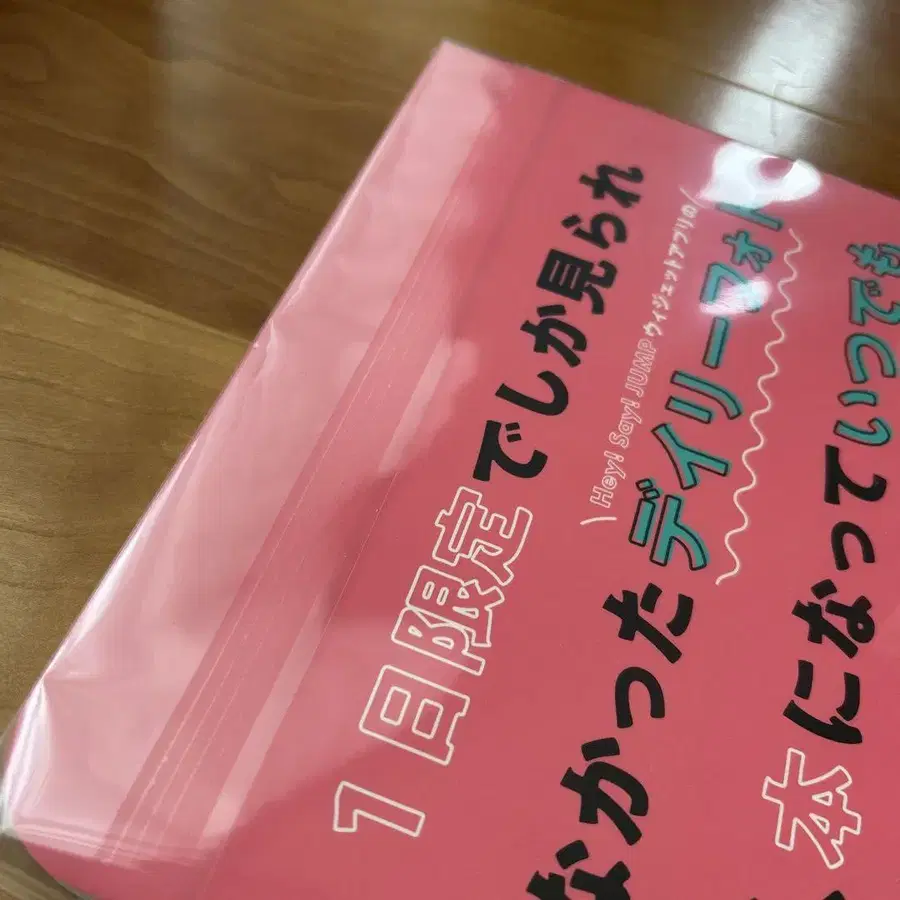 1日限定でしか見られ
\Hey! Say! JUMP ウィジェットアプリの/
なかったデイリーフォト
本になっていつでも